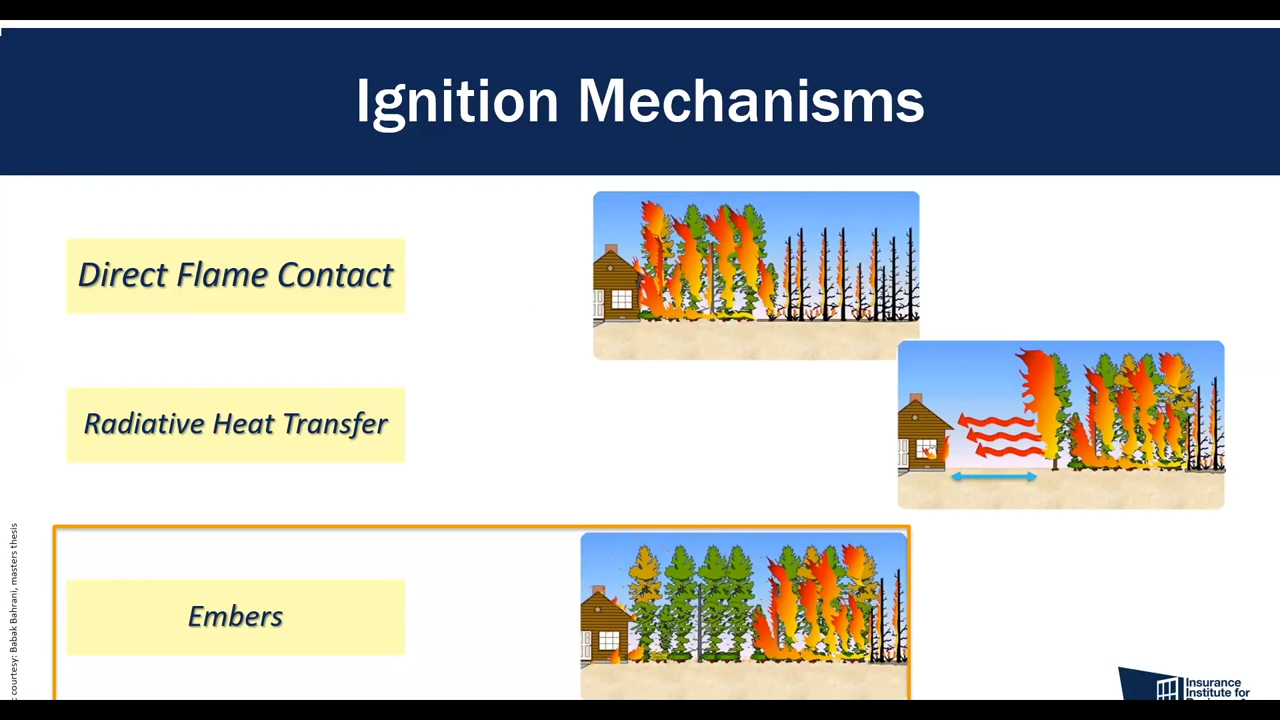 Ignition Mechanisms
Direct Flame Contact
Radiative Heat Transfer
Embers
courtesy: Babak Bahrani, masters thesis
Insurance
Institute for